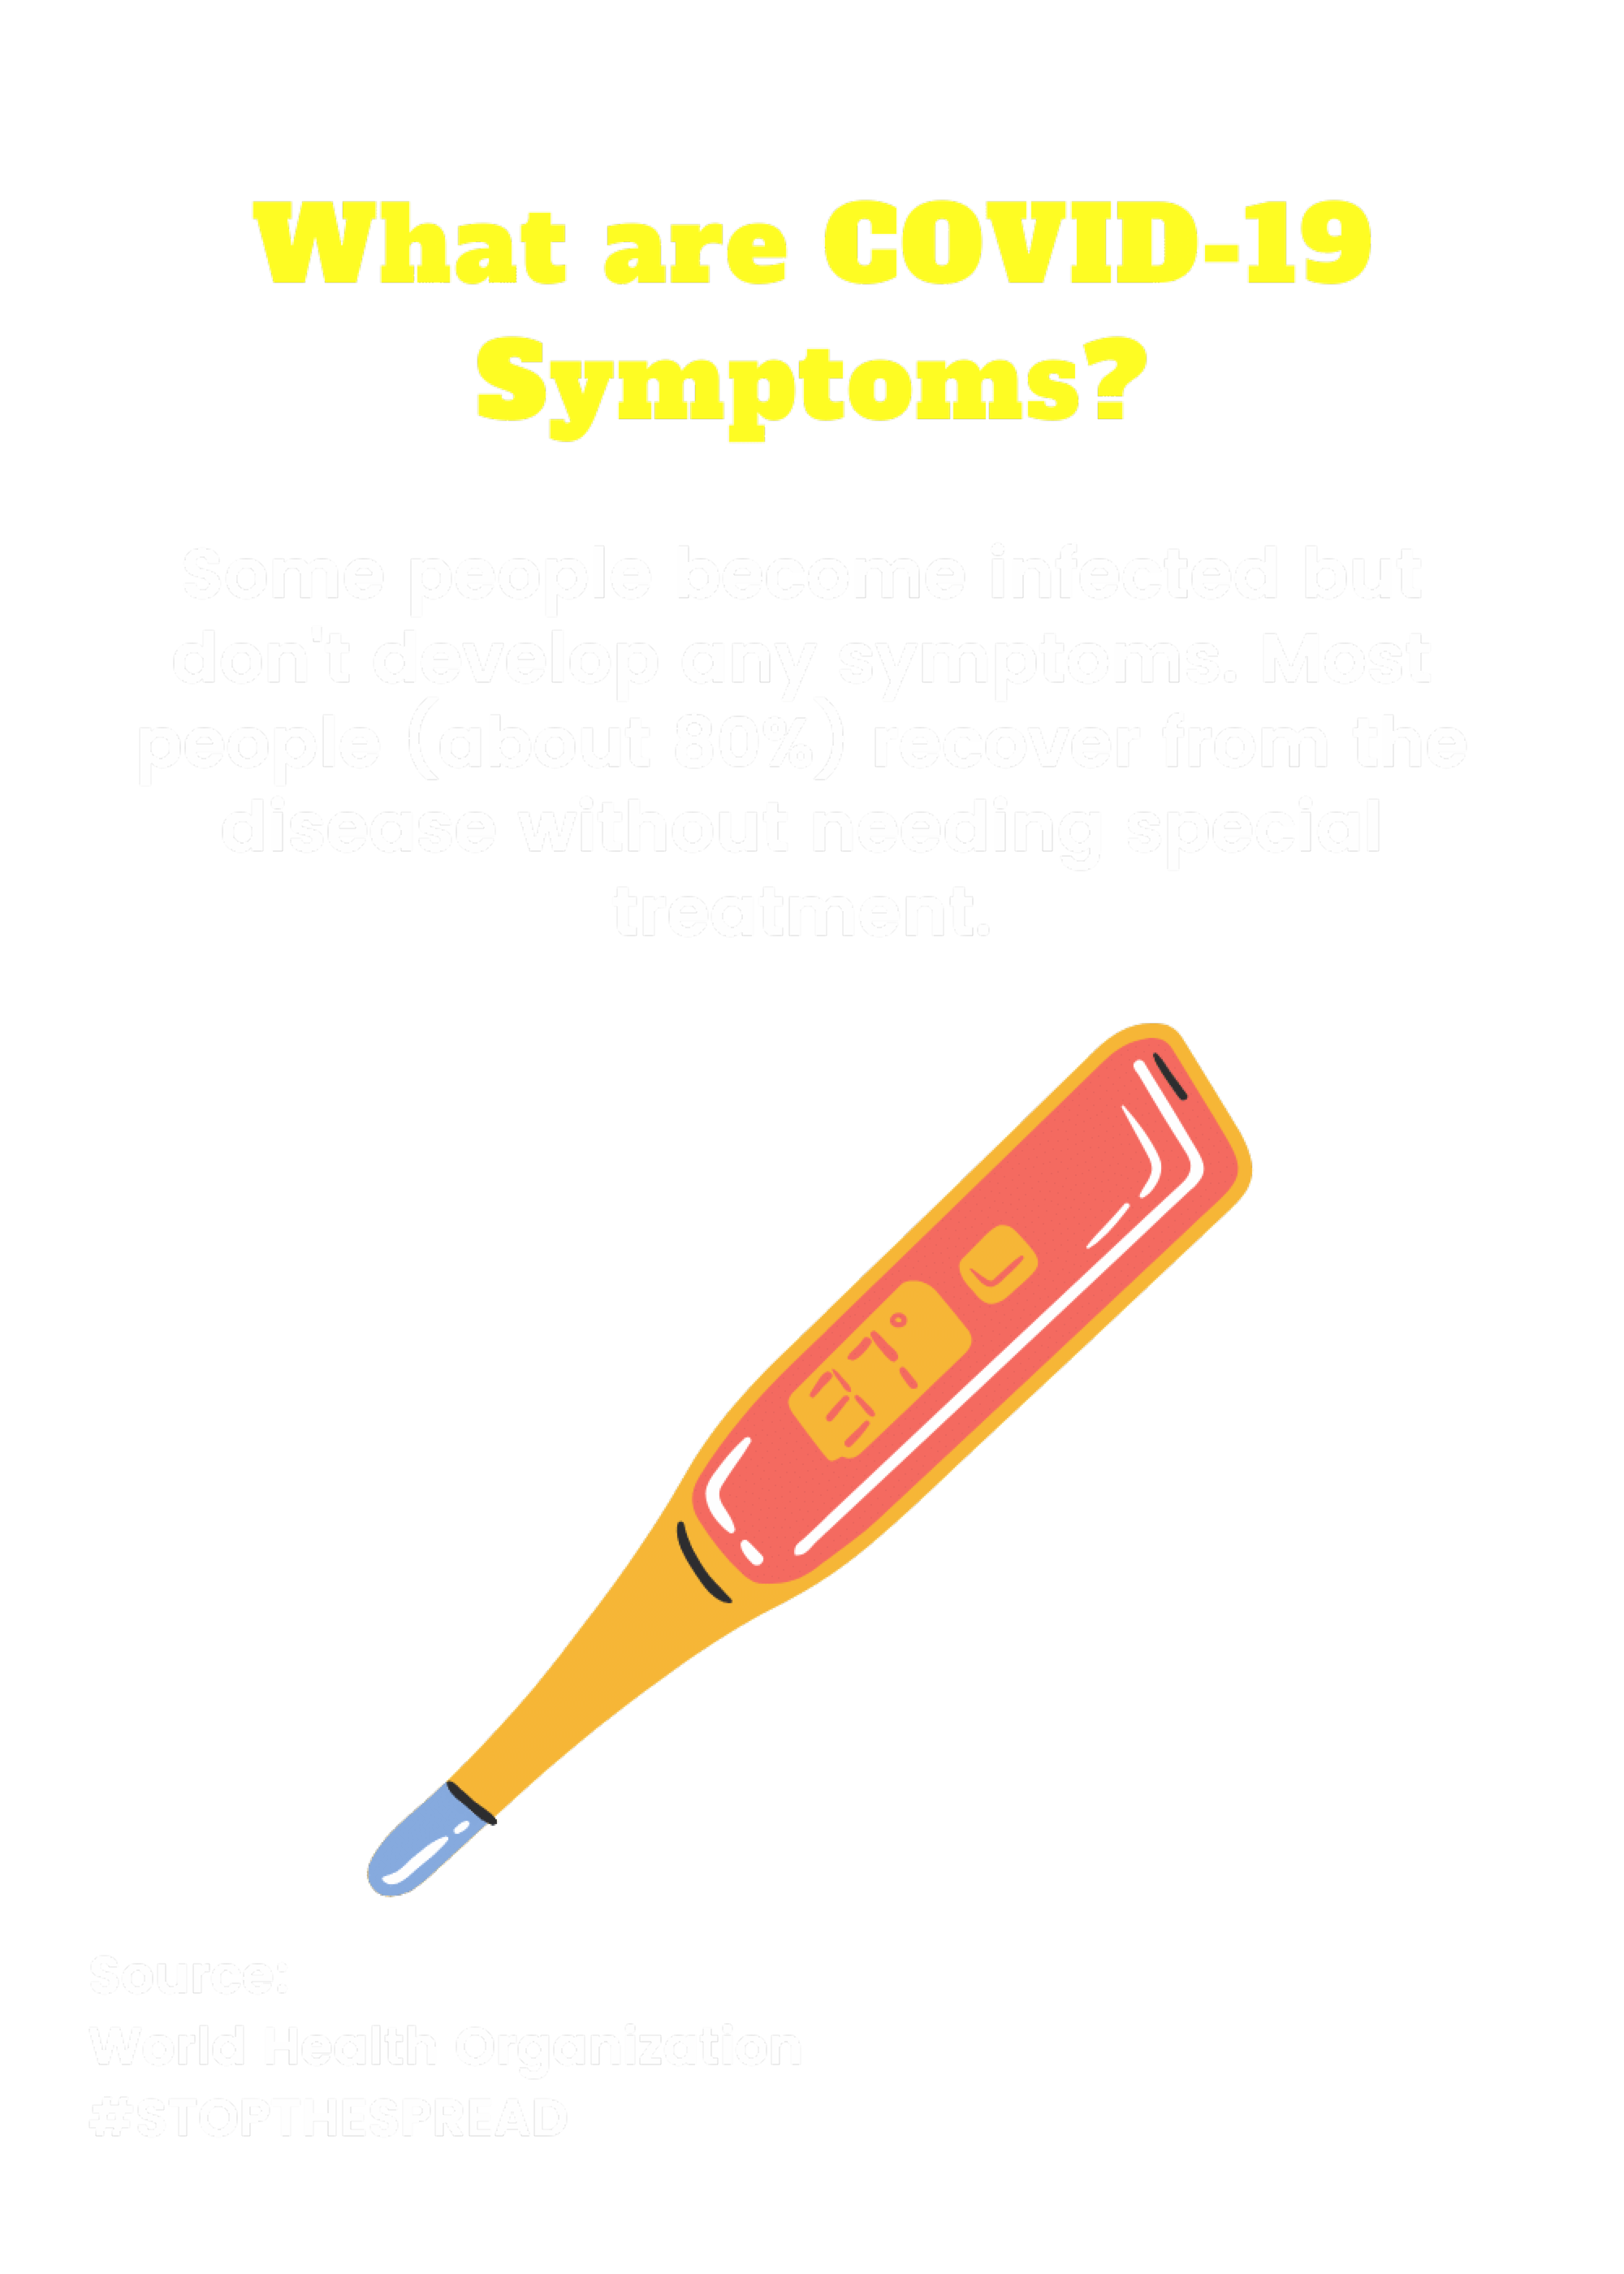 What are COVID-19
Symptoms?
Some people become infected but
don't develop any symptoms. Most
people (about 80%) recover from the
disease without needing special
treatment.
Source:
World Health Organization
#STOPTHESPREAD